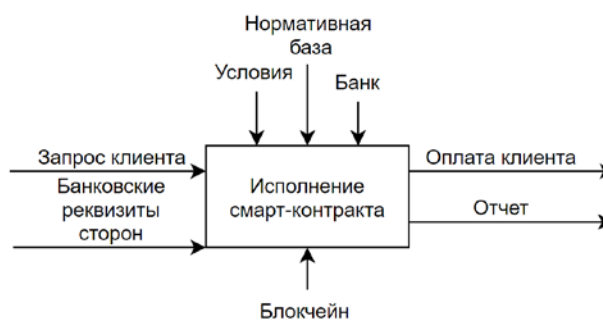 Нормативная
база
Условия
Банк
Запрос клиента
Банковские
реквизиты
сторон
Исполнение
смарт-контракта
Оплата клиента
Отчет
Блокчейн